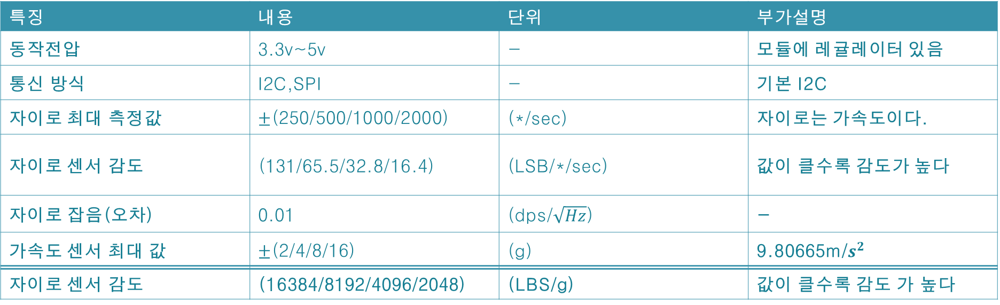 특징 내용 단위 부가설명
동작전압 3.3v~5v - 모듈에 레귤레이터 있음
통신 방식 I2C,SPI - 기본 I2C
자이로 최대 측정값 ±(250/500/1000/2000) (*/sec) 자이로는 가속도이다.
자이로 센서 감도 (131/65.5/32.8/16.4) (LSB/*/sec) 값이 클수록 감도가 높다
자이로 잡음(오차) 0.01 (dps/√Hz) -
가속도 센서 최대 값 ±(2/4/8/16) (g) 9.80665m/s²
자이로 센서 감도 (16384/8192/4096/2048) (LBS/g) 값이 클수록 감도 가 높다